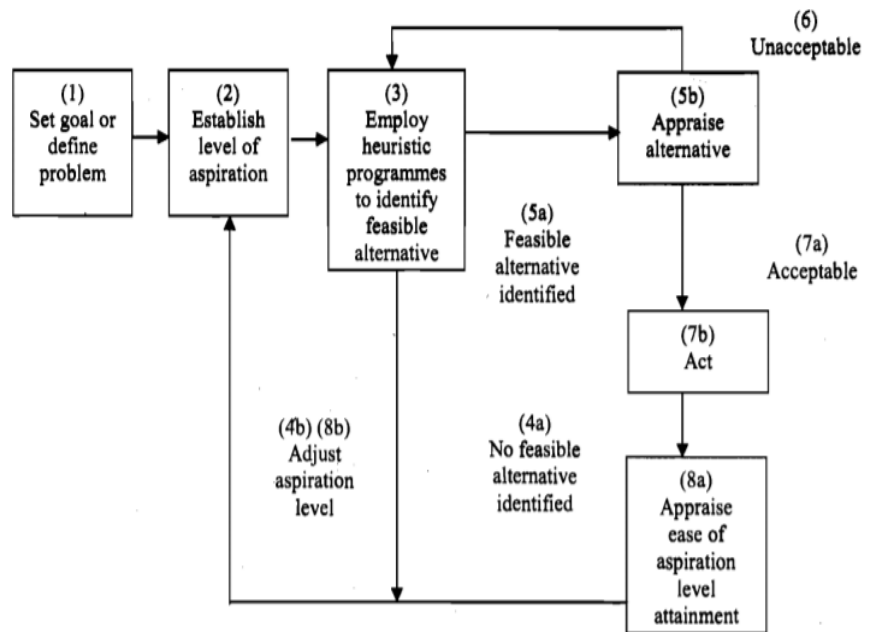 (6)
Unacceptable
(1)
Set goal or
define
problem
(2)
Establish
level of
aspiration
(3)
Employ
heuristic
programmes
to identify
feasible
alternative
(5b)
Appraise
alternative
(5a)
Feasible
alternative
identified
(7a)
Acceptable
(7b)
Act
(4b) (8b)
Adjust
aspiration
level
(4a)
No feasible
alternative
identified
(8a)
Appraise
ease of
aspiration
level
attainment